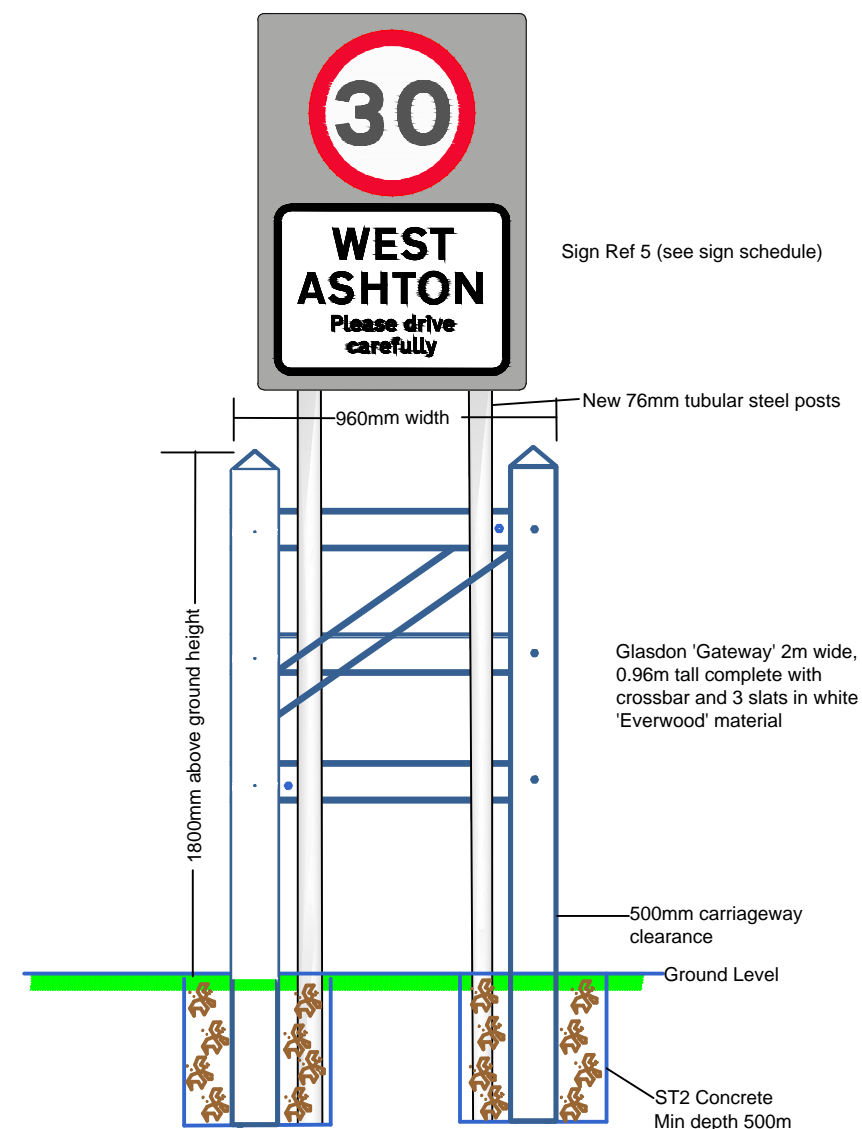 30
WEST
ASHTON
Please drive
carefully
Sign Ref 5 (see sign schedule)
New 76mm tubular steel posts
960mm width
1800mm above ground height
Glasdon 'Gateway' 2m wide,
0.96m tall complete with
crossbar and 3 slats in white
'Everwood' material
500mm carriageway
clearance
Ground Level
ST2 Concrete
Min depth 500m